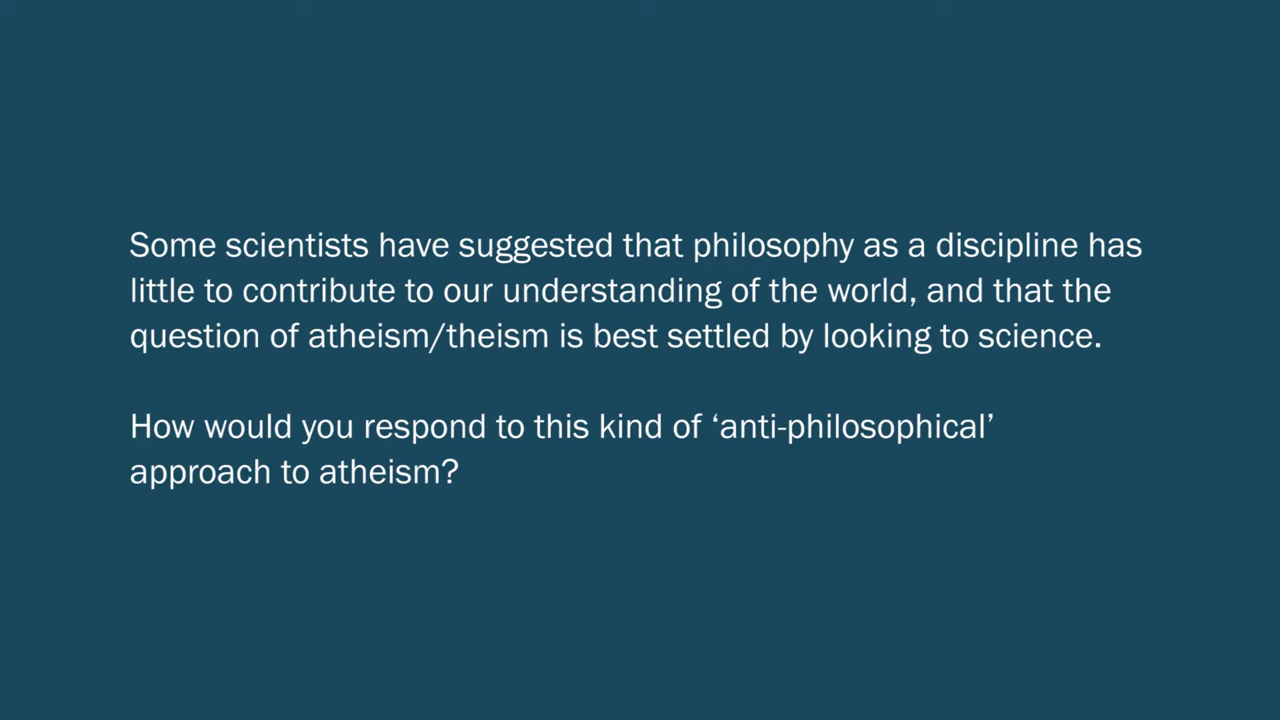 Some scientists have suggested that philosophy as a discipline has
little to contribute to our understanding of the world, and that the
question of atheism/theism is best settled by looking to science.
How would you respond to this kind of ‘anti-philosophical’
approach to atheism?